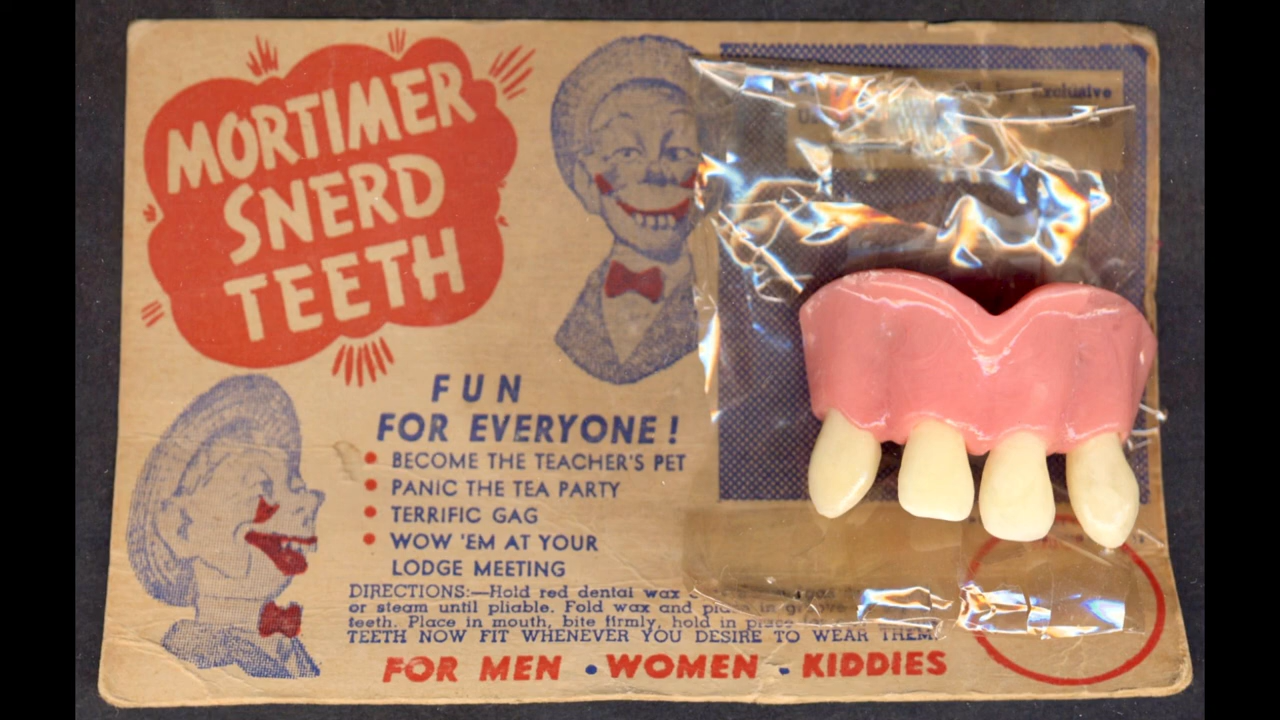 MORTIMER
SNERD
TEETH
by Exclusive
FUN
FOR EVERYONE!
• BECOME THE TEACHER'S PET
• PANIC THE TEA PARTY
• TERRIFIC GAG
• WOW 'EM AT YOUR
LODGE MEETING
DIRECTIONS:—Hold red dental wax
or steam until pliable. Fold wax and place in groove
teeth. Place in mouth, bite firmly, hold in place
TEETH NOW FIT WHENEVER YOU DESIRE TO WEAR THEM.
FOR MEN • WOMEN - KIDDIES